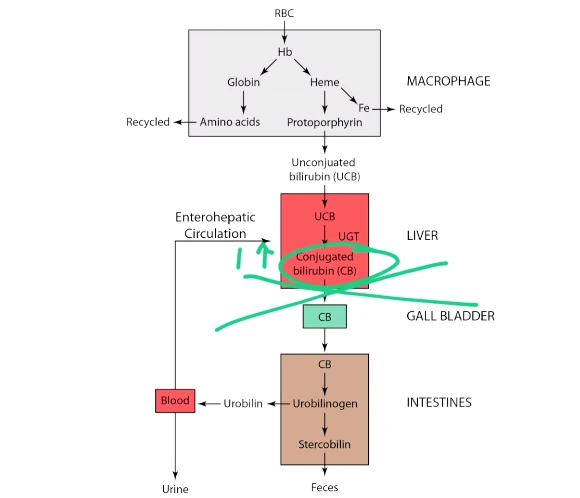 RBC
Hb
Globin
Heme
MACROPHAGE
Fe
Recycled
Recycled
Amino acids
Protoporphyrin
Unconjuated
bilirubin (UCB)
Enterohepatic
Circulation
UCB
UGT
LIVER
Conjugated
bilirubin (CB)
1 ↑
CB
GALL BLADDER
CB
Blood
Urobilin
Urobilinogen
INTESTINES
Stercobilin
Urine
Feces